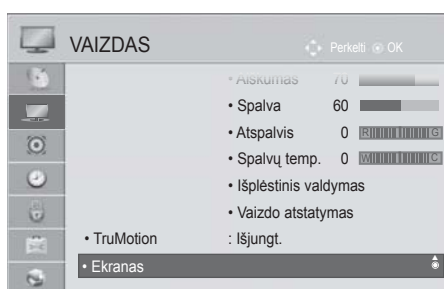 VAIZDAS
Perkelti OK
• Aiškumas 70
• Spalva 60
• Atspalvis 0 R G
• Spalvų temp. 0 W C
• Išplėstinis valdymas
• Vaizdo atstatymas
• TruMotion : Išjungt.
• Ekranas